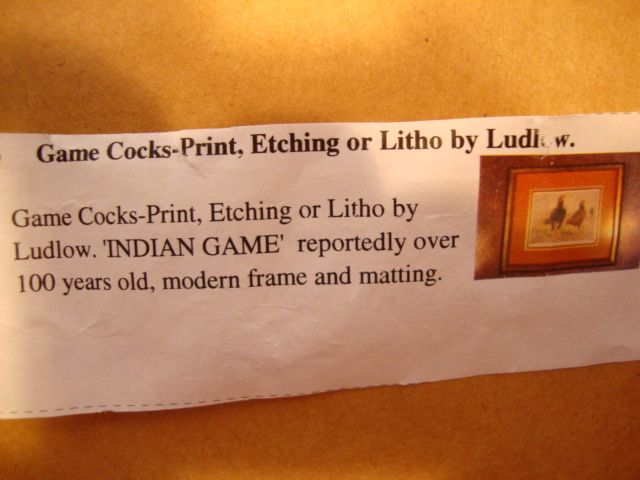 Game Cocks-Print, Etching or Litho by Ludlow.
Game Cocks-Print, Etching or Litho by
Ludlow. 'INDIAN GAME' reportedly over
100 years old, modern frame and matting.